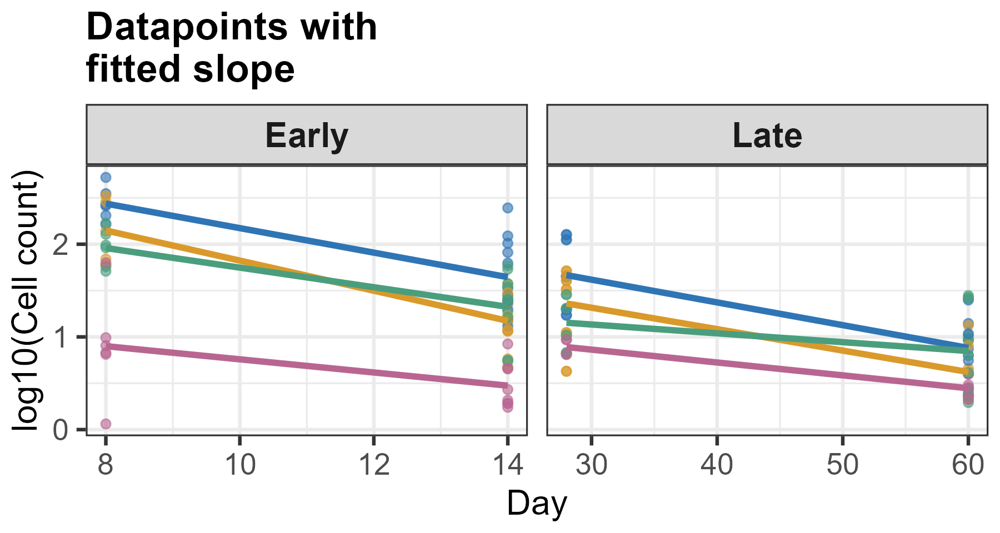 Datapoints with
fitted slope
Early
Late
log10(Cell count)
2
1
0
8
10
12
14
30
40
50
60
Day